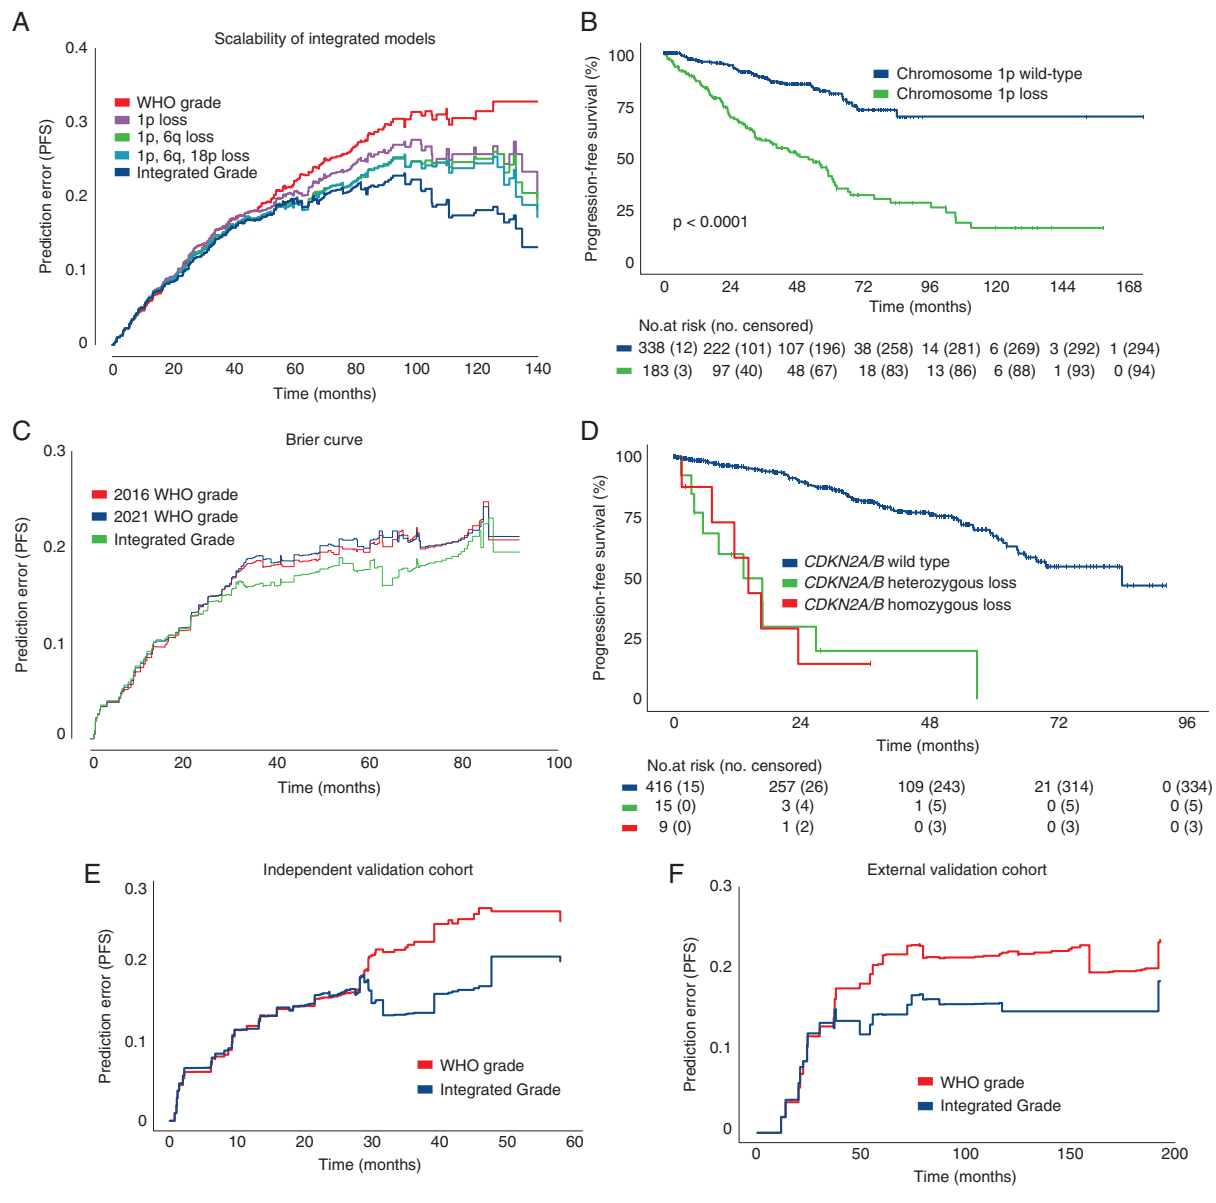 A
Scalability of integrated models
Prediction error (PFS)
0.4
0.3
0.2
0.1
0
WHO grade
1p loss
1p, 6q loss
1p, 6q, 18p loss
Integrated Grade
0 20 40 60 80 100 120 140
Time (months)
B
Progression-free survival (%)
100
75
50
25
0
Chromosome 1p wild-type
Chromosome 1p loss
p < 0.0001
0 24 48 72 96 120 144 168
Time (months)
No.at risk (no. censored)
338 (12) 222 (101) 107 (196) 38 (258) 14 (281) 6 (269) 3 (292) 1 (294)
183 (3) 97 (40) 48 (67) 18 (83) 13 (86) 6 (88) 1 (93) 0 (94)
C
Brier curve
Prediction error (PFS)
0.3
0.2
0.1
0
2016 WHO grade
2021 WHO grade
Integrated Grade
0 20 40 60 80 100
Time (months)
D
Progression-free survival (%)
100
75
50
25
0
CDKN2A/B wild type
CDKN2A/B heterozygous loss
CDKN2A/B homozygous loss
0 24 48 72 96
Time (months)
No.at risk (no. censored)
416 (15) 257 (26) 109 (243) 21 (314) 0 (334)
15 (0) 3 (4) 1 (5) 0 (5) 0 (5)
9 (0) 1 (2) 0 (3) 0 (3) 0 (3)
E
Independent validation cohort
Prediction error (PFS)
0.3
0.2
0.1
0
WHO grade
Integrated Grade
0 10 20 30 40 50 60
Time (months)
F
External validation cohort
Prediction error (PFS)
0.3
0.2
0.1
0
WHO grade
Integrated Grade
0 50 100 150 200
Time (months)